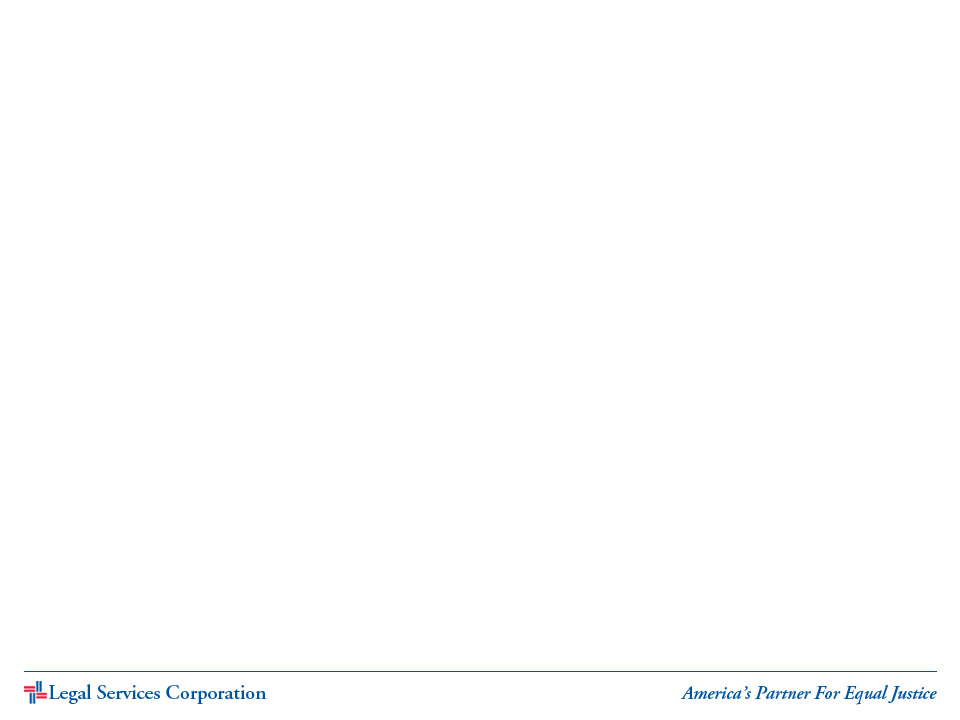 Legal Services Corporation
America's Partner For Equal Justice